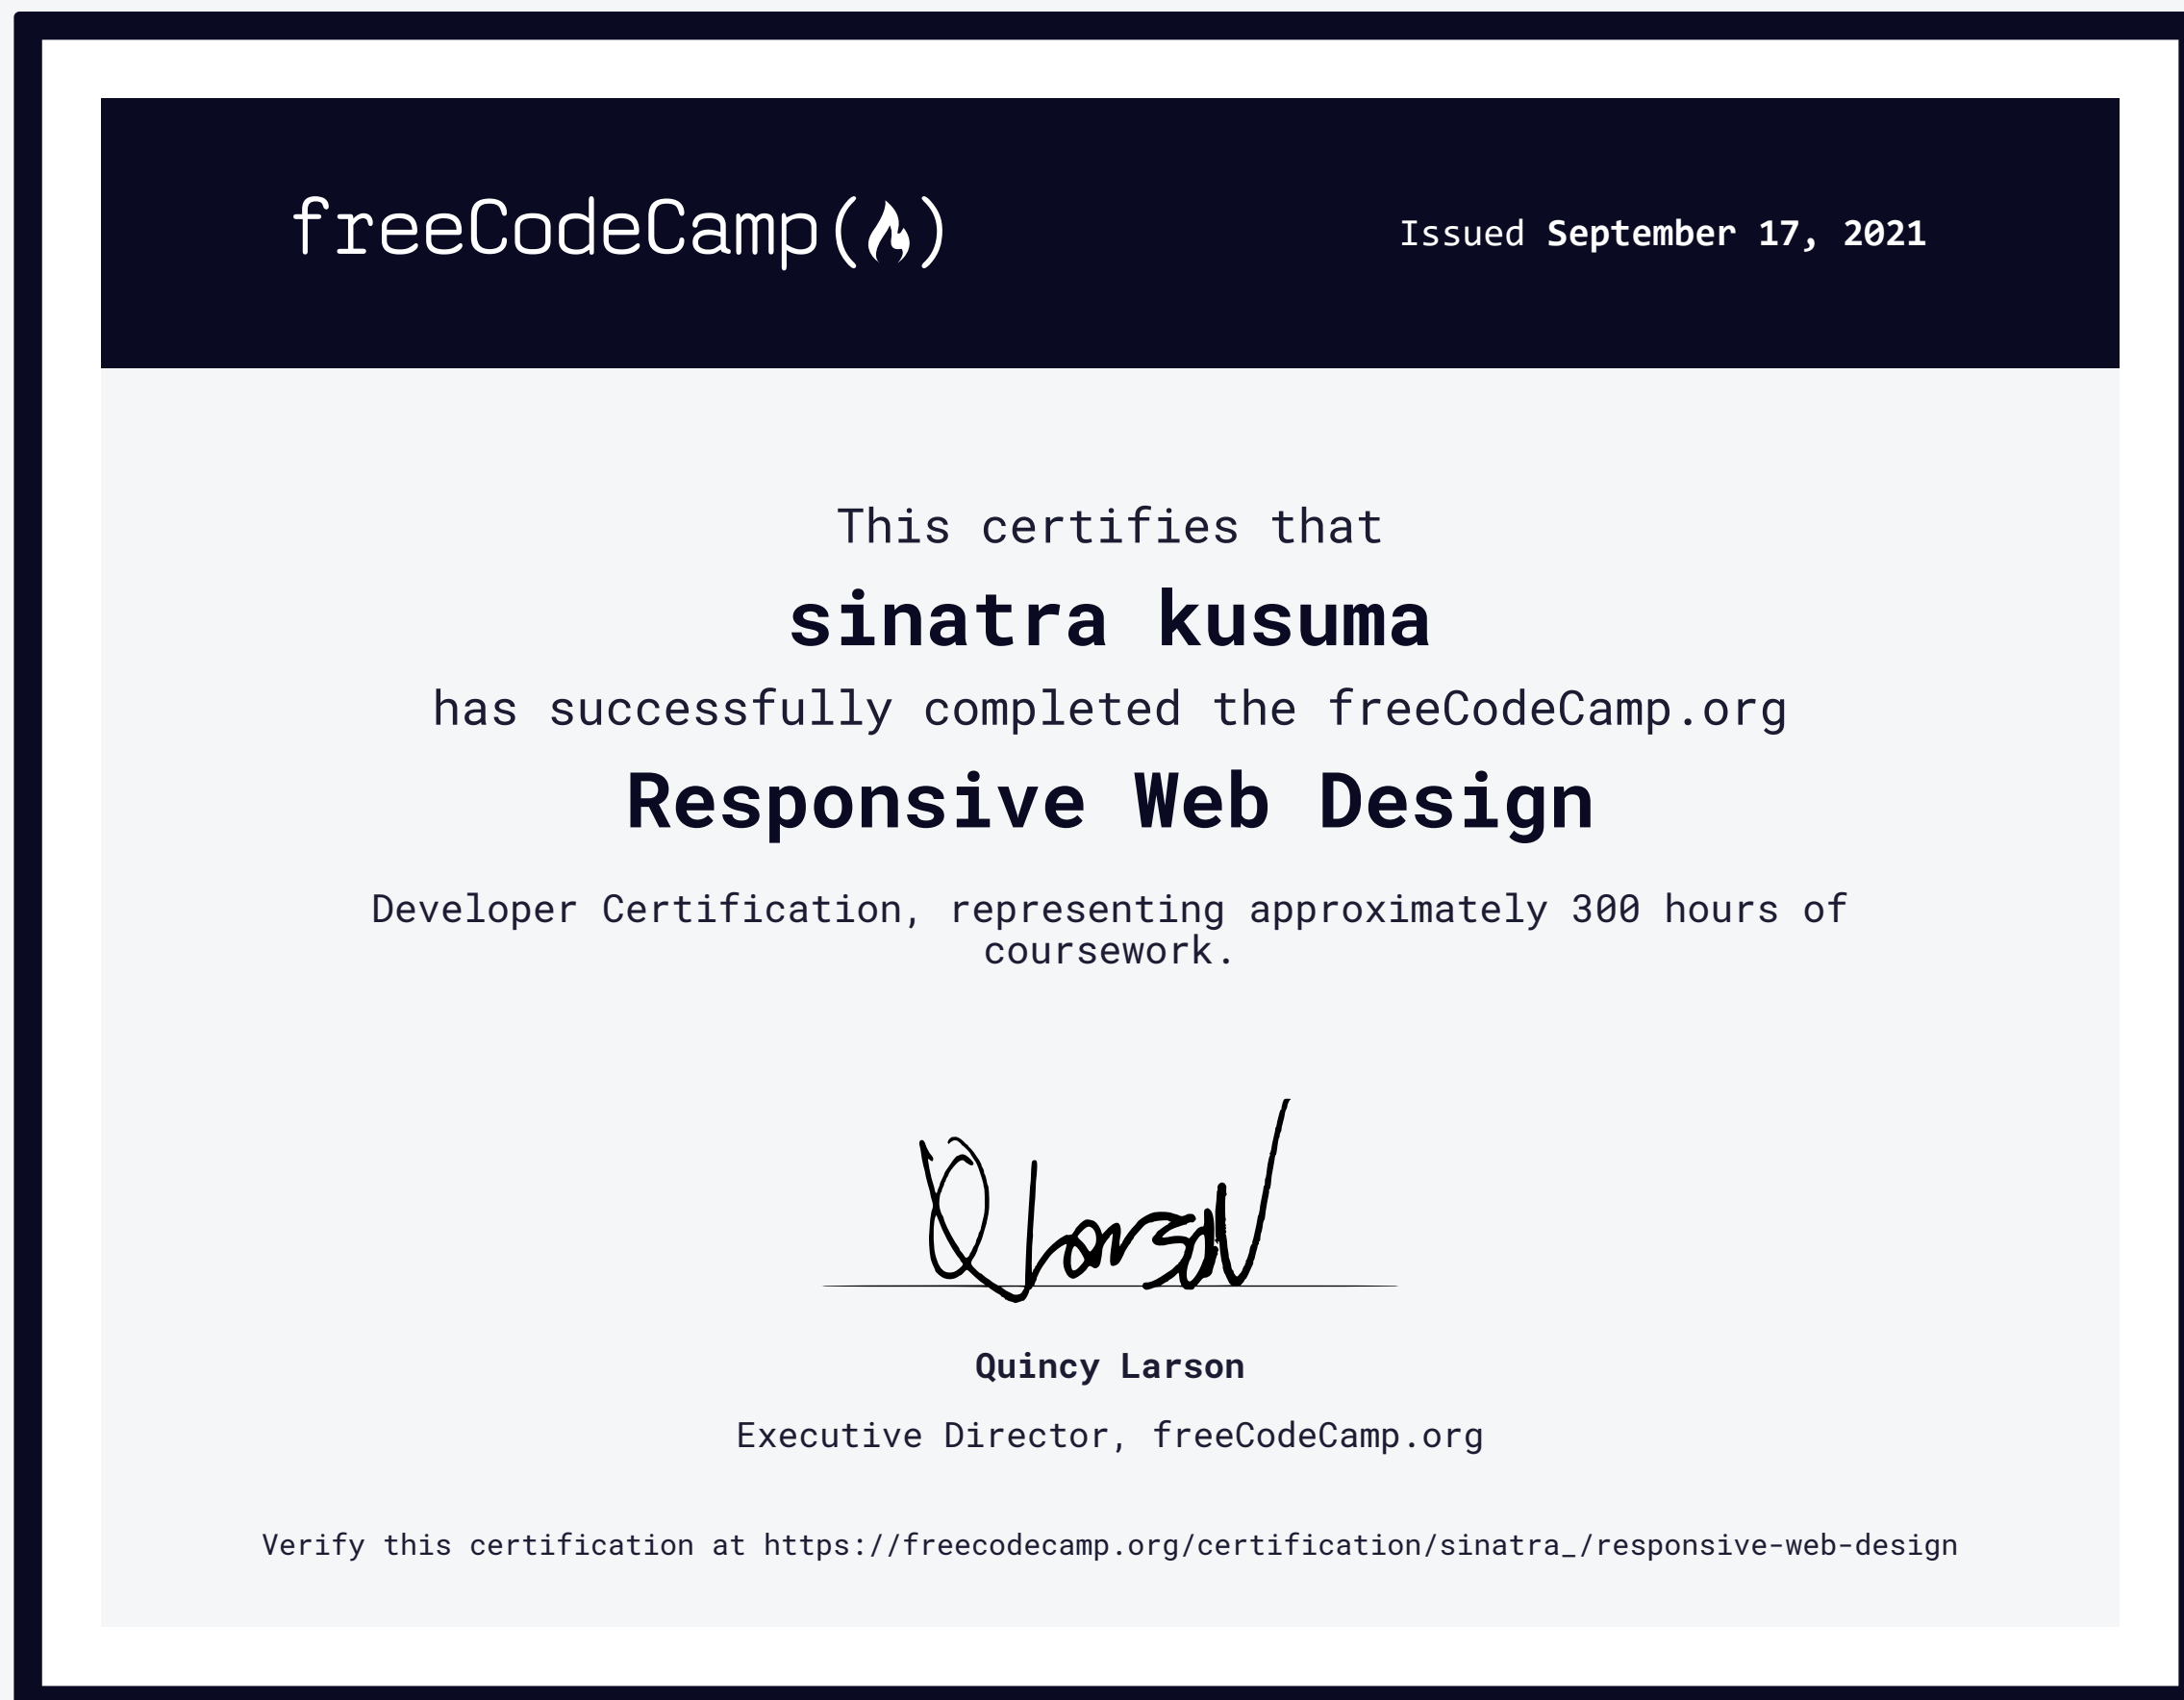 freeCodeCamp(🔥)
Issued September 17, 2021
This certifies that
sinatra kusuma
has successfully completed the freeCodeCamp.org
Responsive Web Design
Developer Certification, representing approximately 300 hours of
coursework.
QLarson
Quincy Larson
Executive Director, freeCodeCamp.org
Verify this certification at https://freecodecamp.org/certification/sinatra_/responsive-web-design